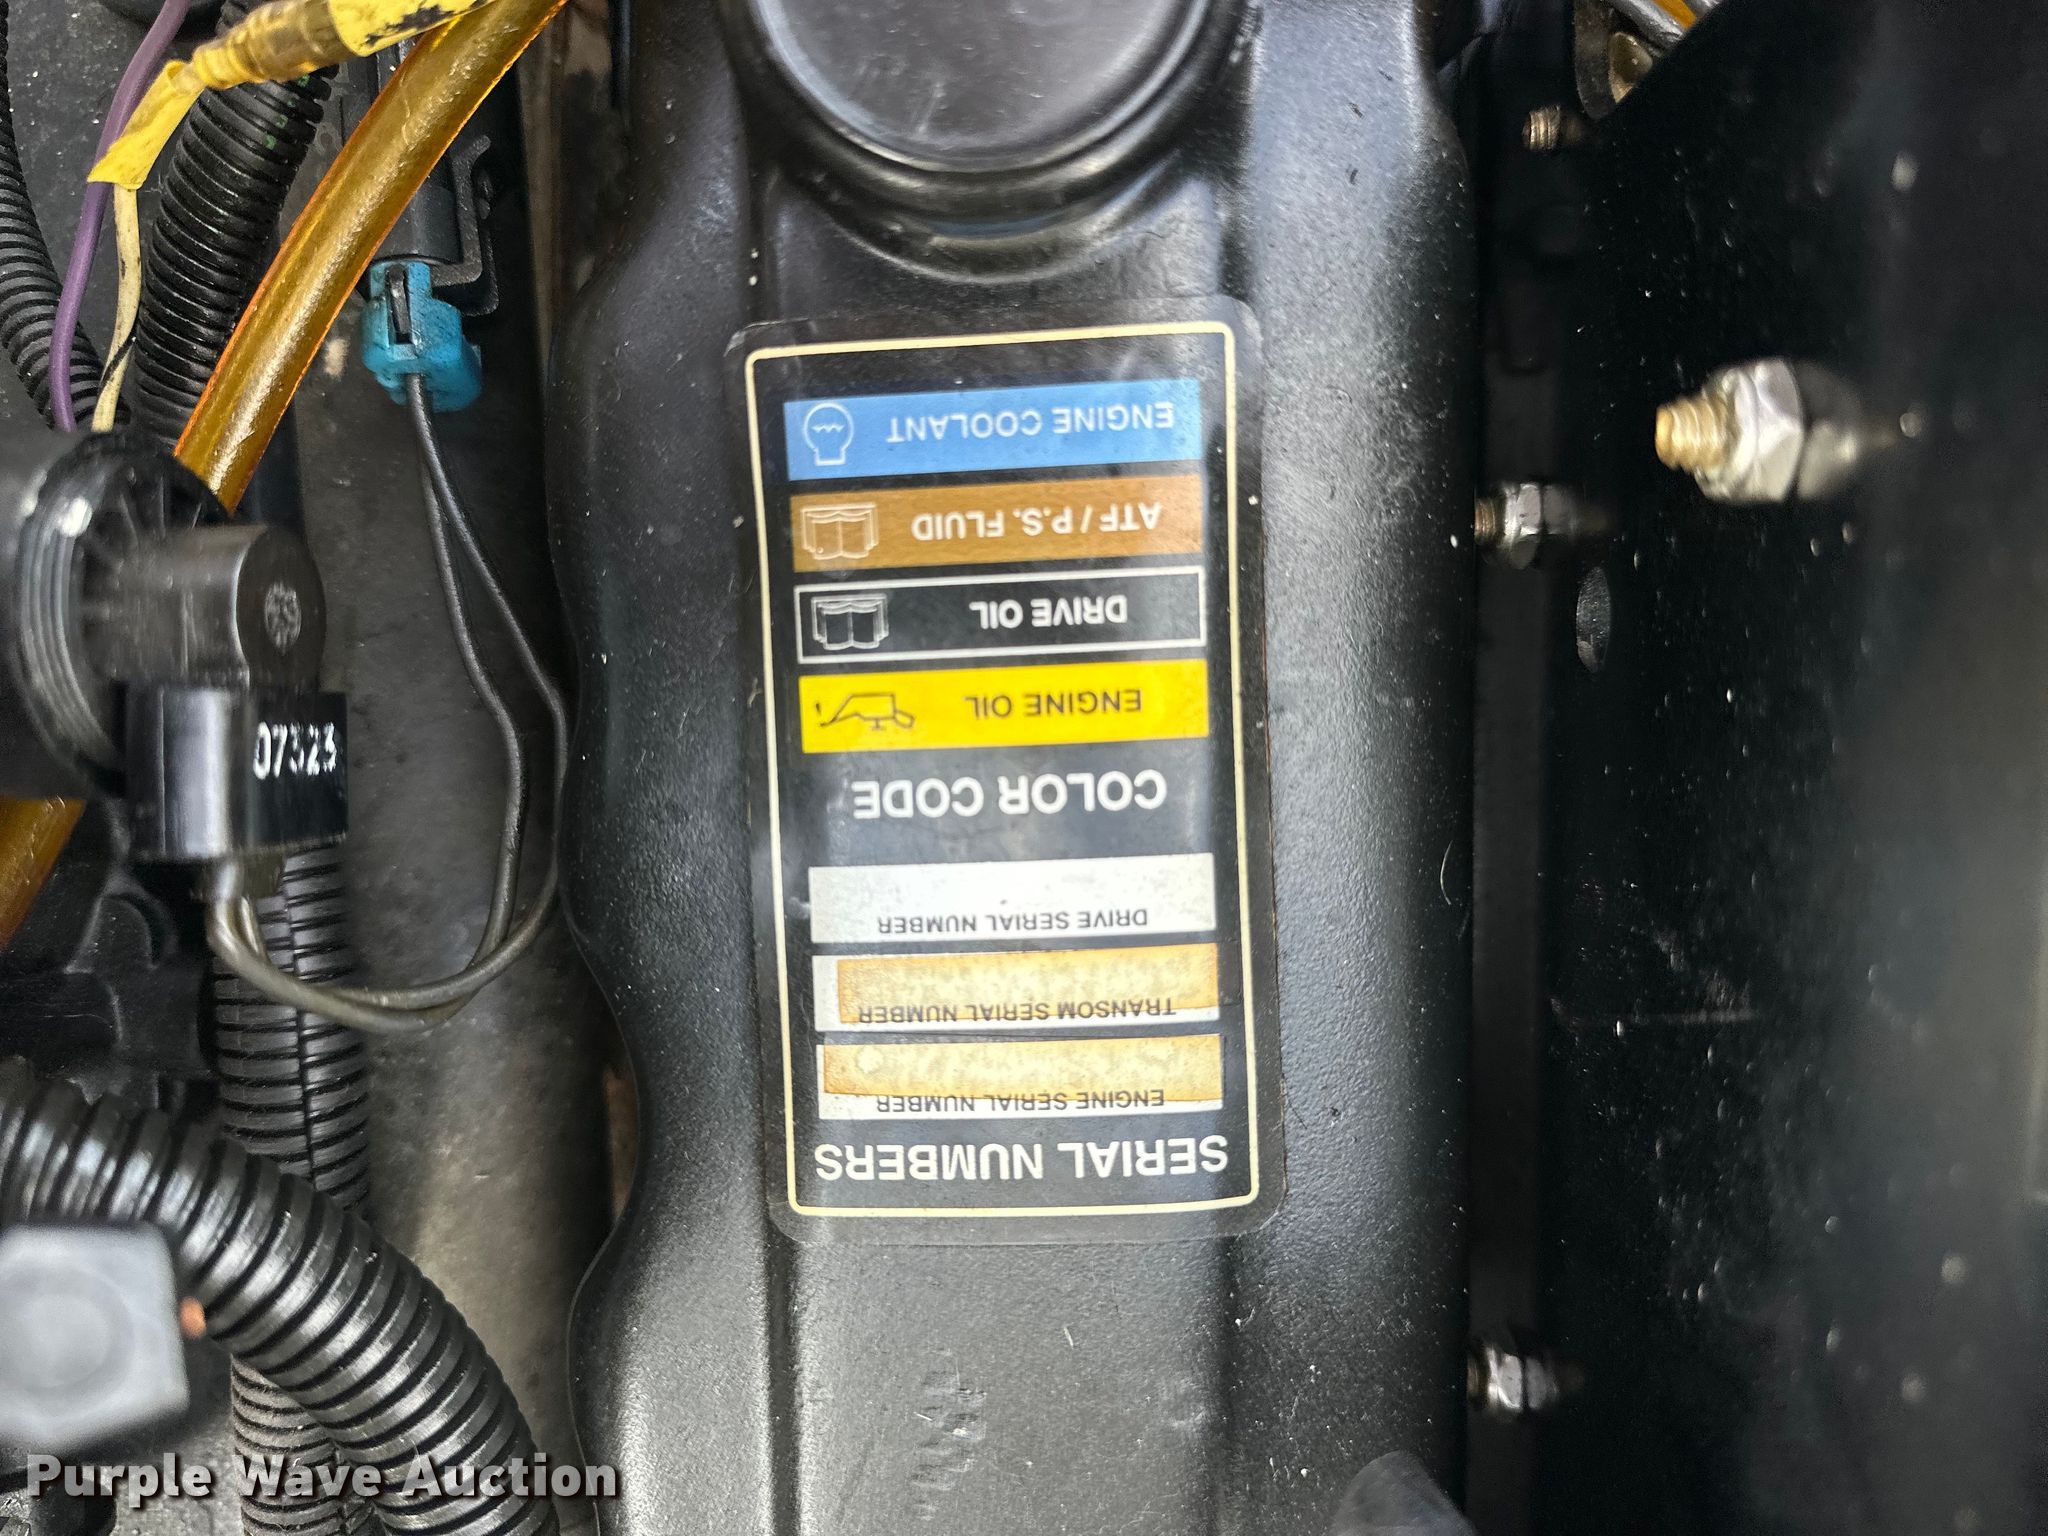 SERIAL NUMBERS
ENGINE SERIAL NUMBER
TRANSOM SERIAL NUMBER
DRIVE SERIAL NUMBER
COLOR CODE
ENGINE OIL
DRIVE OIL
ATF / P.S. FLUID
ENGINE COOLANT
07323
Purple Wave Auction